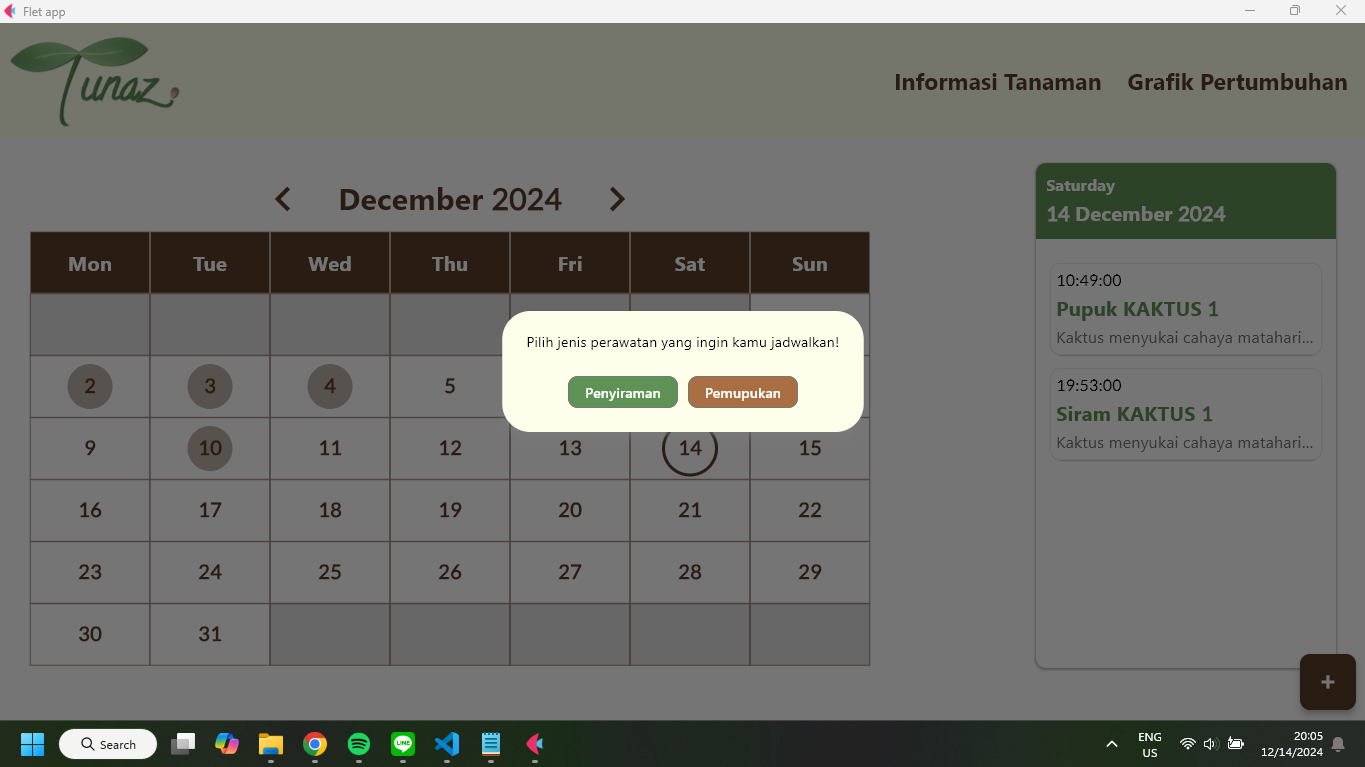 Flet app
Tunaz
Informasi Tanaman Grafik Pertumbuhan
December 2024
Mon Tue Wed Thu Fri Sat Sun
Pilih jenis perawatan yang ingin kamu jadwalkan!
Penyiraman Pemupukan
2 3 4 5
9 10 11 12 13 14 15
16 17 18 19 20 21 22
23 24 25 26 27 28 29
30 31
Saturday
14 December 2024
10:49:00
Pupuk KAKTUS 1
Kaktus menyukai cahaya matahari...
19:53:00
Siram KAKTUS 1
Kaktus menyukai cahaya matahari...
+
Search
ENG
US
20:05
12/14/2024